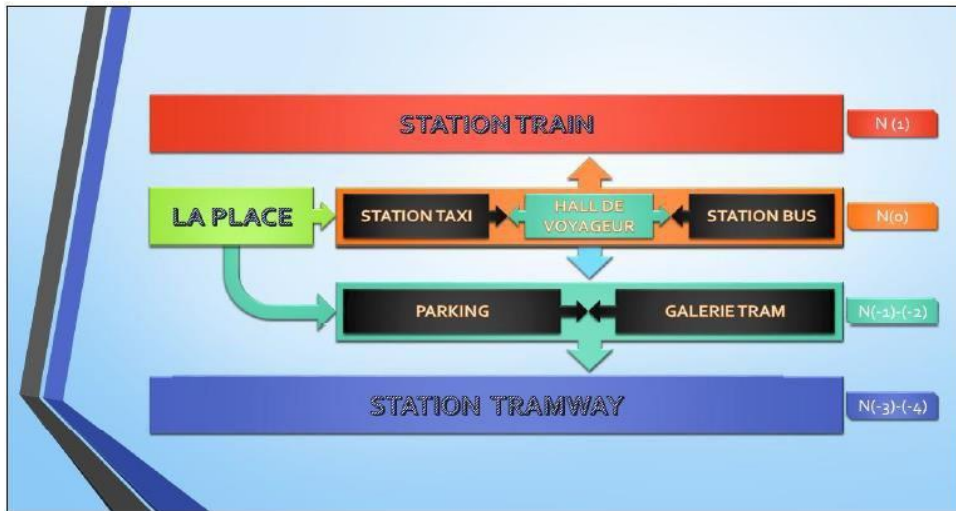 STATION TRAIN
N (1)
LA PLACE
STATION TAXI
HALL DE
VOYAGEUR
STATION BUS
N(0)
PARKING
GALERIE TRAM
N(-1)-(-2)
STATION TRAMWAY
N(-3)-(-4)